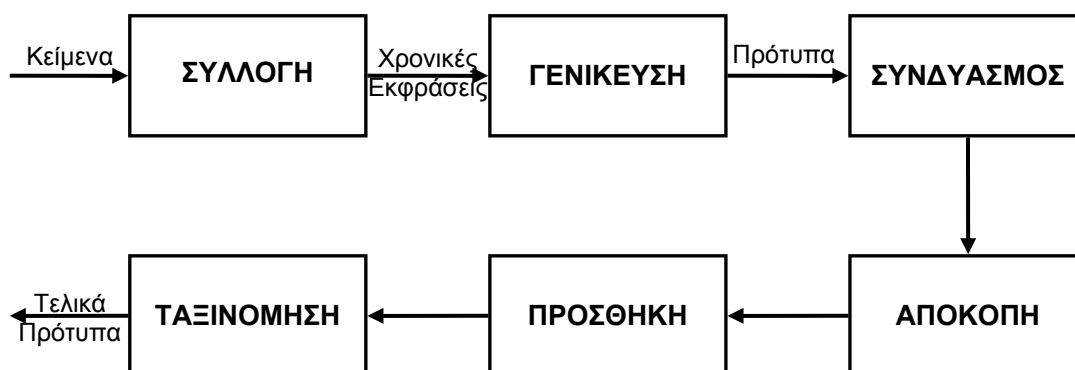 Κείμενα
ΣΥΛΛΟΓΗ
Χρονικές
Εκφράσεις
ΓΕΝΙΚΕΥΣΗ
Πρότυπα
ΣΥΝΔΥΑΣΜΟΣ
ΑΠΟΚΟΠΗ
ΠΡΟΣΘΗΚΗ
ΤΑΞΙΝΟΜΗΣΗ
Τελικά
Πρότυπα